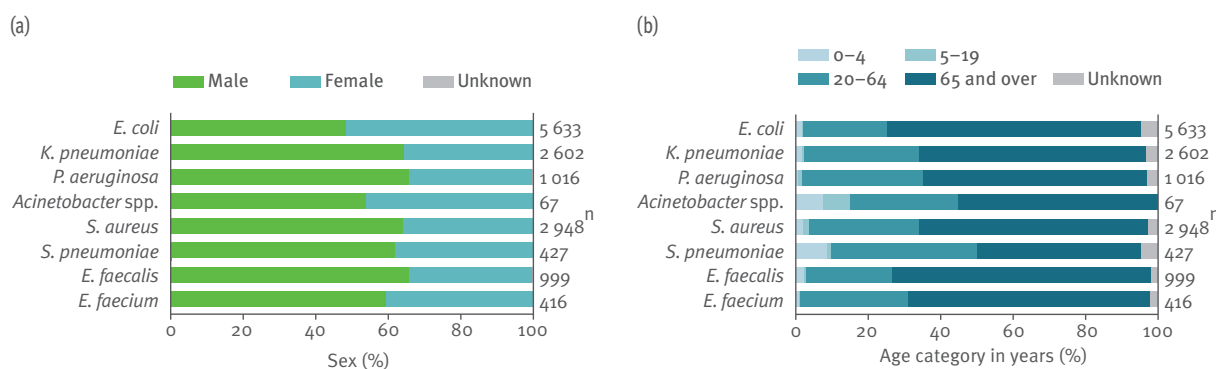 (a)
Male Female Unknown
E. coli 5 633
K. pneumoniae 2 602
P. aeruginosa 1 016
Acinetobacter spp. 67
S. aureus 2 948
n
S. pneumoniae 427
E. faecalis 999
E. faecium 416
0 20 40 60 80 100
Sex (%)
(b)
0–4 5–19
20–64 65 and over Unknown
E. coli 5 633
K. pneumoniae 2 602
P. aeruginosa 1 016
Acinetobacter spp. 67
S. aureus 2 948
n
S. pneumoniae 427
E. faecalis 999
E. faecium 416
0 20 40 60 80 100
Age category in years (%)